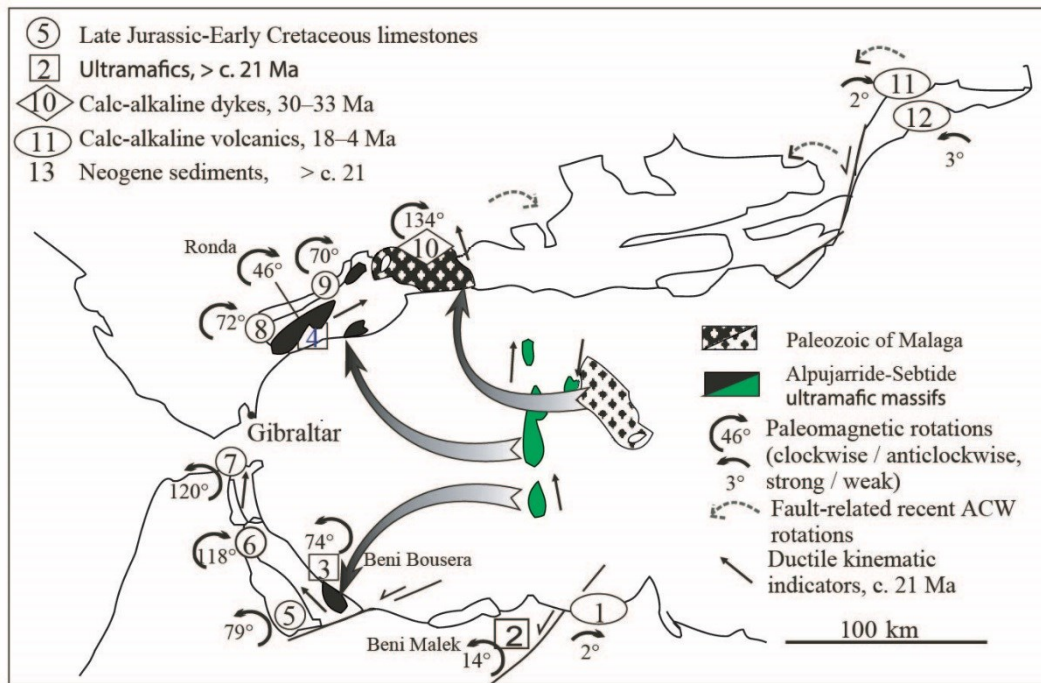 5 Late Jurassic-Early Cretaceous limestones
2 Ultramafics, > c. 21 Ma
10 Calc-alkaline dykes, 30–33 Ma
11 Calc-alkaline volcanics, 18–4 Ma
13 Neogene sediments, > c. 21
11
2°
12
3°
134°
10
Ronda
70°
46°
9
72°
8
4
Gibraltar
Paleozoic of Malaga
Alpujarride-Sebtide
ultramafic massifs
46° Paleomagnetic rotations
(clockwise / anticlockwise,
3° strong / weak)
Fault-related recent ACW
rotations
Ductile kinematic
indicators, c. 21 Ma
100 km
7
120°
6
118°
74°
3
Beni Bousera
5
79°
Beni Malek
2
14°
1
2°